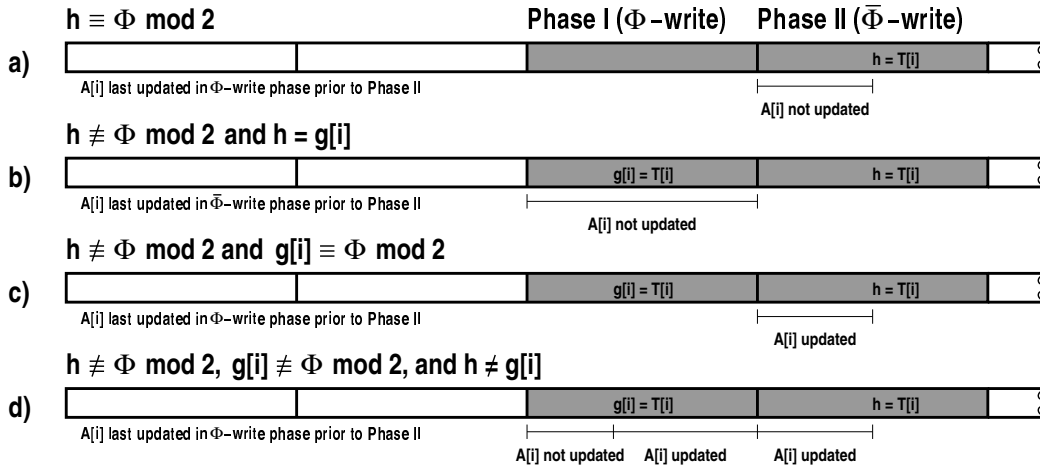 h ≡ Φ mod 2 Phase I (Φ−write) Phase II (Φ̄−write)
a) h = T[i]
A[i] last updated in Φ−write phase prior to Phase II
A[i] not updated
h ≢ Φ mod 2 and h = g[i]
b) g[i] = T[i] h = T[i]
A[i] last updated in Φ̄−write phase prior to Phase II
A[i] not updated
h ≢ Φ mod 2 and g[i] ≡ Φ mod 2
c) g[i] = T[i] h = T[i]
A[i] last updated in Φ−write phase prior to Phase II
A[i] updated
h ≢ Φ mod 2, g[i] ≢ Φ mod 2, and h ≠ g[i]
d) g[i] = T[i] h = T[i]
A[i] last updated in Φ−write phase prior to Phase II
A[i] not updated A[i] updated A[i] updated